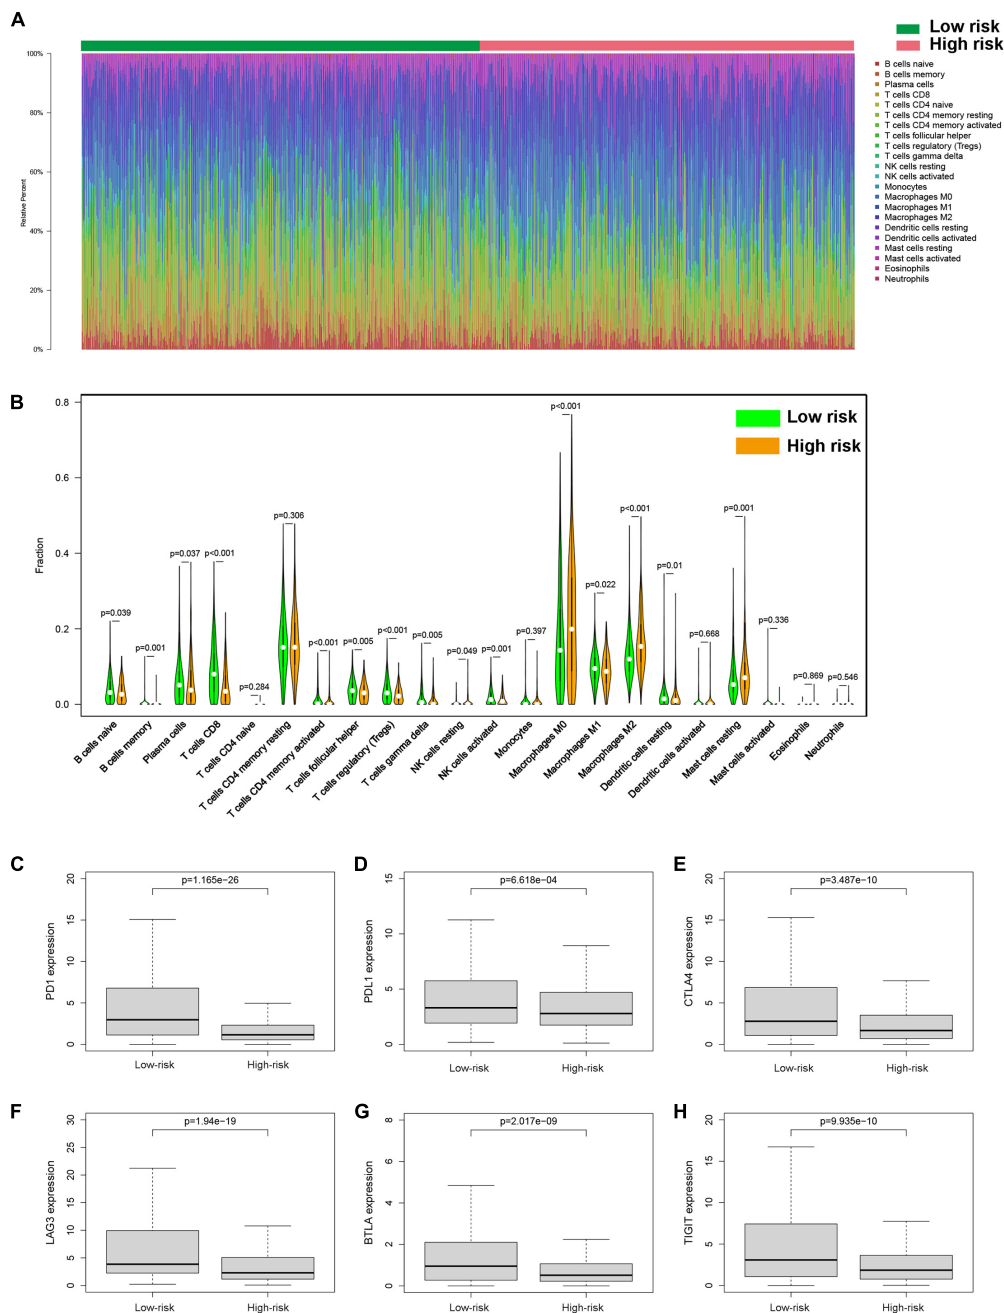 A
Low risk
High risk
100%
80%
60%
40%
20%
0%
Relative Percent
B cells naive
B cells memory
Plasma cells
T cells CD8
T cells CD4 naive
T cells CD4 memory resting
T cells CD4 memory activated
T cells follicular helper
T cells regulatory (Tregs)
T cells gamma delta
NK cells resting
NK cells activated
Monocytes
Macrophages M0
Macrophages M1
Macrophages M2
Dendritic cells resting
Dendritic cells activated
Mast cells resting
Mast cells activated
Eosinophils
Neutrophils
B
Low risk
High risk
0.8
0.6
0.4
0.2
0.0
Fraction
p=0.039
p=0.001
p=0.037
p<0.001
p=0.284
p=0.306
p<0.001
p=0.005
p<0.001
p=0.005
p=0.049
p=0.001
p=0.397
p<0.001
p=0.022
p<0.001
p=0.01
p=0.668
p=0.001
p=0.336
p=0.869
p=0.546
B cells naive
B cells memory
Plasma cells
T cells CD8
T cells CD4 naive
T cells CD4 memory resting
T cells CD4 memory activated
T cells follicular helper
T cells regulatory (Tregs)
T cells gamma delta
NK cells resting
NK cells activated
Monocytes
Macrophages M0
Macrophages M1
Macrophages M2
Dendritic cells resting
Dendritic cells activated
Mast cells resting
Mast cells activated
Eosinophils
Neutrophils
C
p=1.165e−26
20
15
10
5
0
PD1 expression
Low-risk
High-risk
D
p=6.618e−04
15
10
5
0
PDL1 expression
Low-risk
High-risk
E
p=3.487e−10
20
15
10
5
0
CTLA4 expression
Low-risk
High-risk
F
p=1.94e−19
30
25
20
15
10
5
0
LAG3 expression
Low-risk
High-risk
G
p=2.017e−09
8
6
4
2
0
BTLA expression
Low-risk
High-risk
H
p=9.935e−10
20
15
10
5
0
TIGIT expression
Low-risk
High-risk